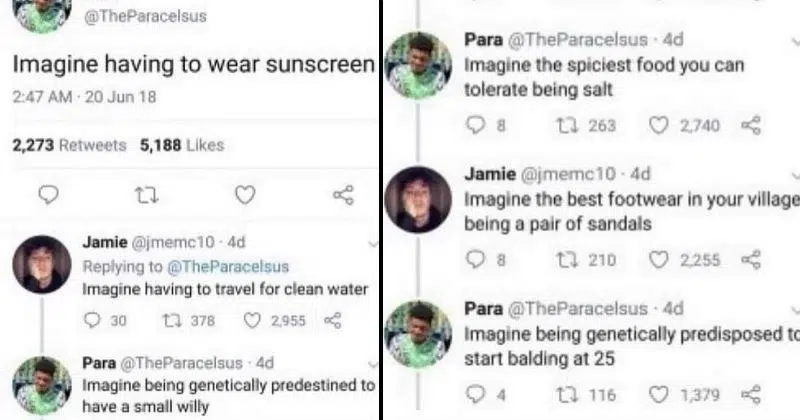 @TheParacelsus
Imagine having to wear sunscreen
2:47 AM · 20 Jun 18
2,273 Retweets 5,188 Likes
Jamie @jmemc10 · 4d
Replying to @TheParacelsus
Imagine having to travel for clean water
30 378 2,955
Para @TheParacelsus · 4d
Imagine being genetically predestined to
have a small willy
Para @TheParacelsus · 4d
Imagine the spiciest food you can
tolerate being salt
8 263 2,740
Jamie @jmemc10 · 4d
Imagine the best footwear in your village
being a pair of sandals
8 210 2,255
Para @TheParacelsus · 4d
Imagine being genetically predisposed to
start balding at 25
4 116 1,379